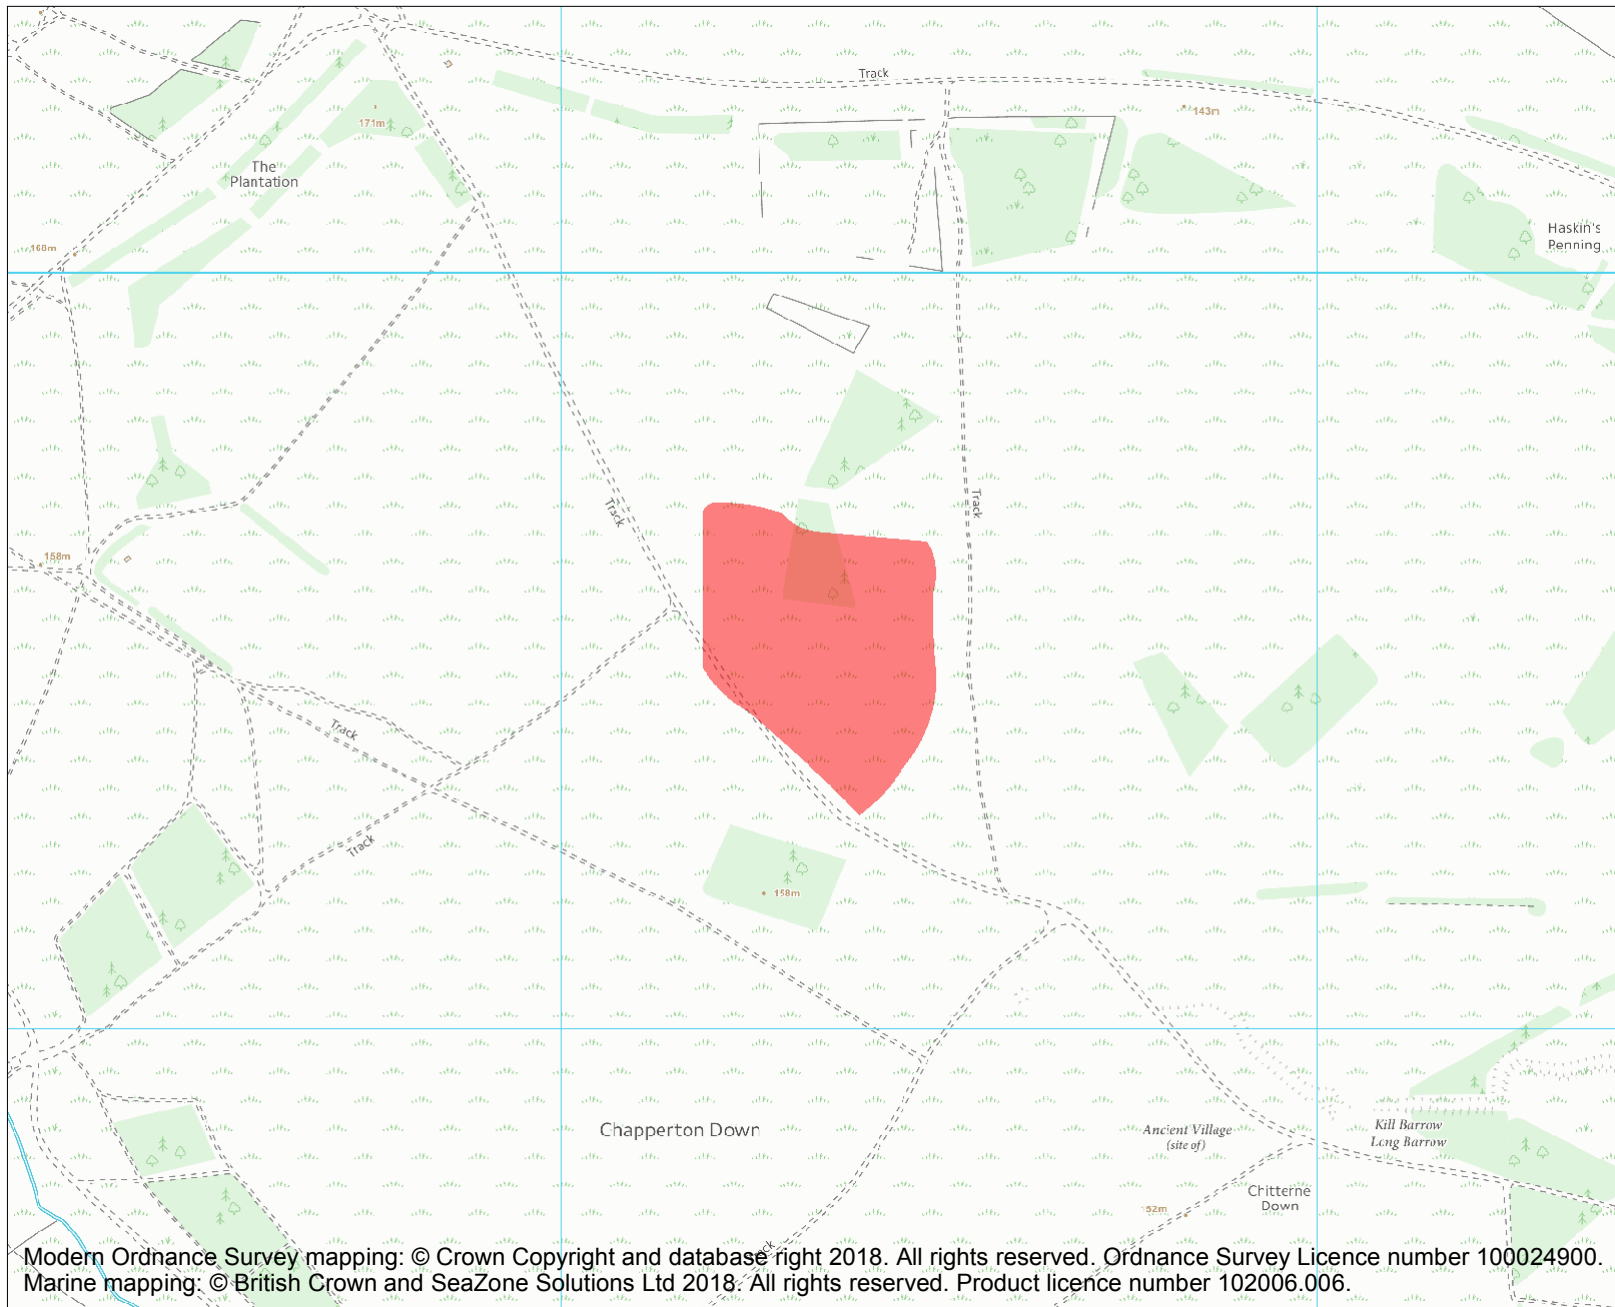 Track
143m
171m
The
Plantation
168m
Haskin's
Penning
Track
Track
158m
Track
Track
158m
Chapperton Down
Ancient Village
(site of)
Kill Barrow
Long Barrow
Chitterne
Down
52m
Modern Ordnance Survey mapping: © Crown Copyright and database right 2018. All rights reserved. Ordnance Survey Licence number 100024900.
Marine mapping: © British Crown and SeaZone Solutions Ltd 2018. All rights reserved. Product licence number 102006.006.